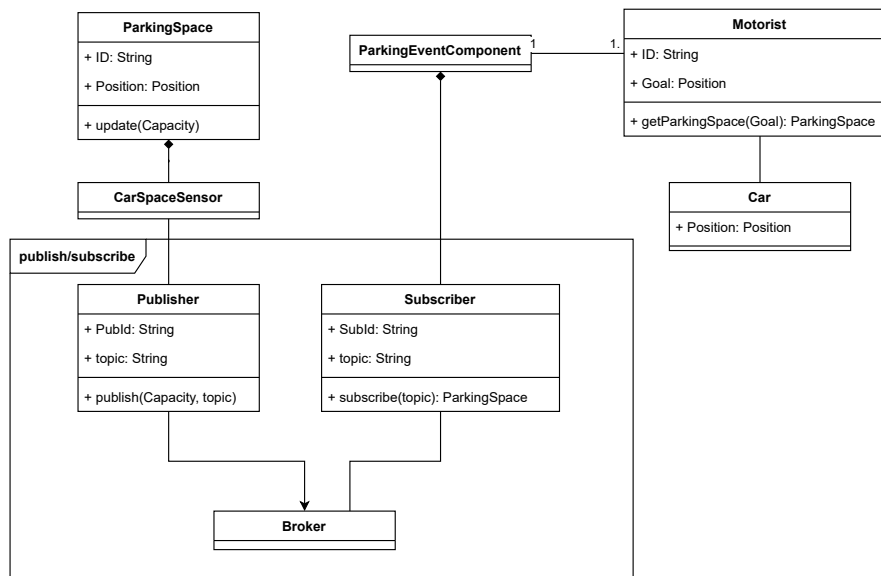 ParkingSpace
+ ID: String
+ Position: Position
+ update(Capacity)
CarSpaceSensor
ParkingEventComponent
1
1.
Motorist
+ ID: String
+ Goal: Position
+ getParkingSpace(Goal): ParkingSpace
Car
+ Position: Position
publish/subscribe
Publisher
+ PubId: String
+ topic: String
+ publish(Capacity, topic)
Subscriber
+ SubId: String
+ topic: String
+ subscribe(topic): ParkingSpace
Broker